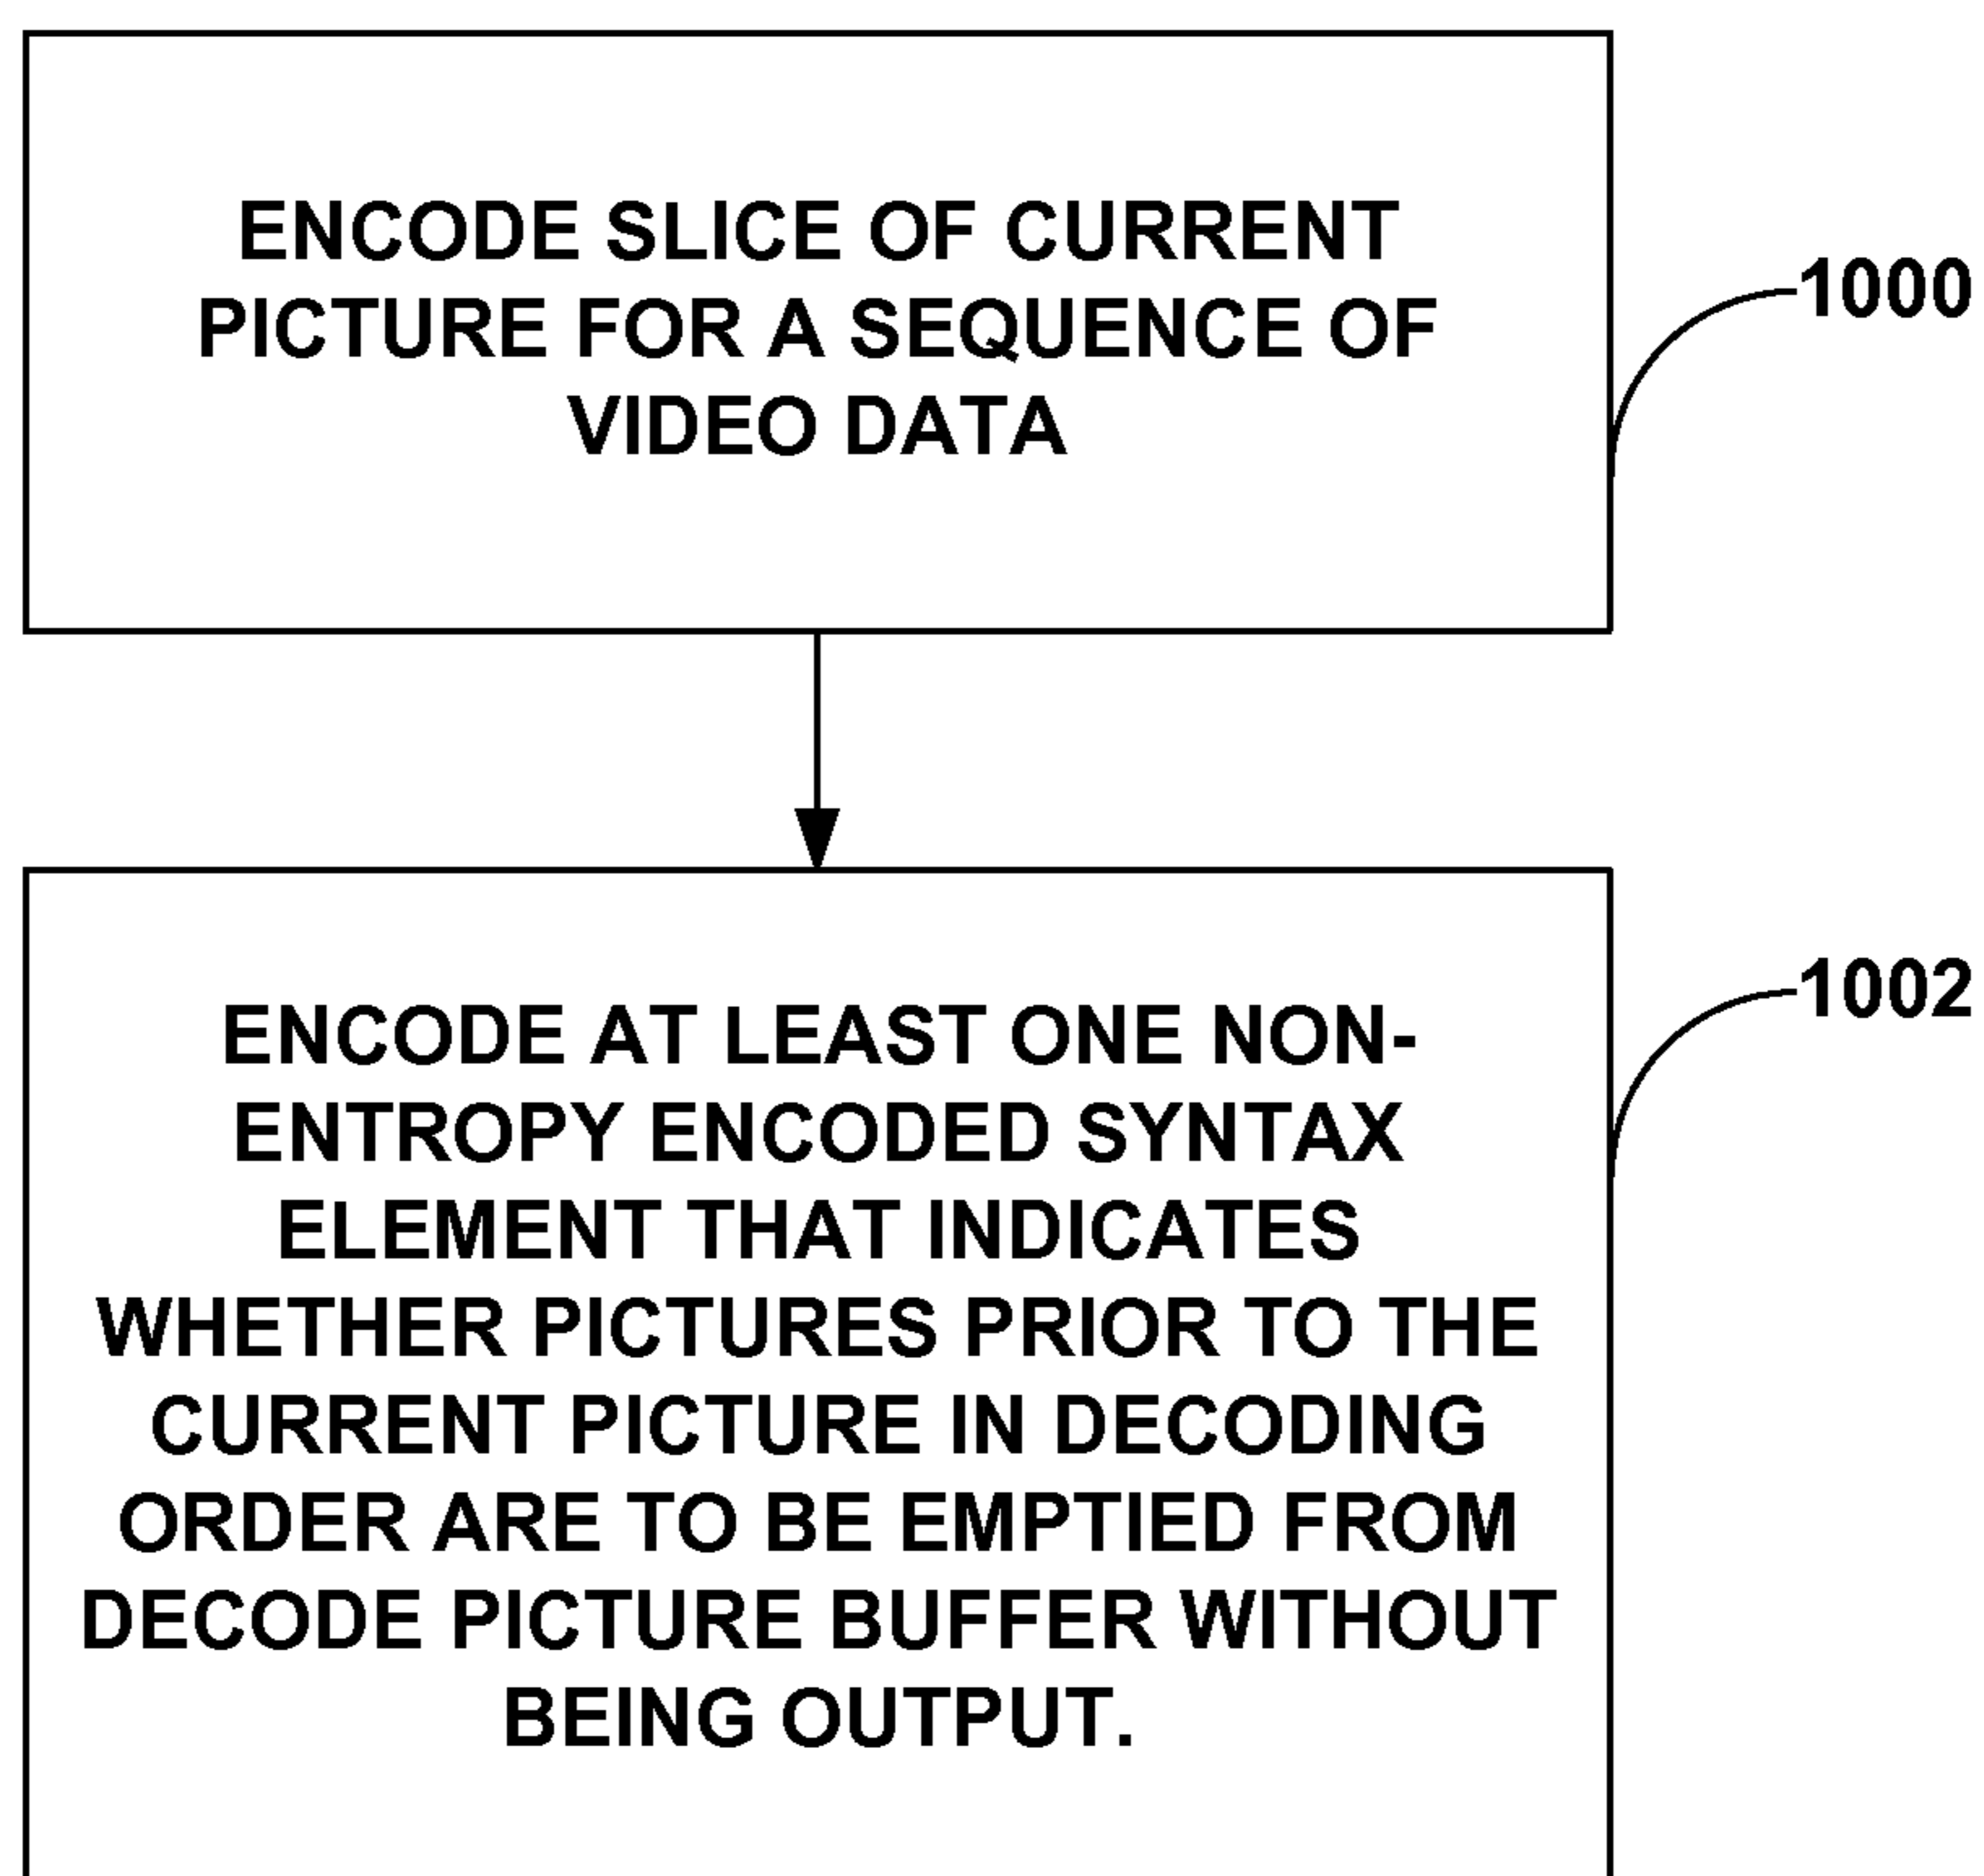 ENCODE SLICE OF CURRENT
PICTURE FOR A SEQUENCE OF
VIDEO DATA
1000
ENCODE AT LEAST ONE NON-
ENTROPY ENCODED SYNTAX
ELEMENT THAT INDICATES
WHETHER PICTURES PRIOR TO THE
CURRENT PICTURE IN DECODING
ORDER ARE TO BE EMPTIED FROM
DECODE PICTURE BUFFER WITHOUT
BEING OUTPUT.
1002